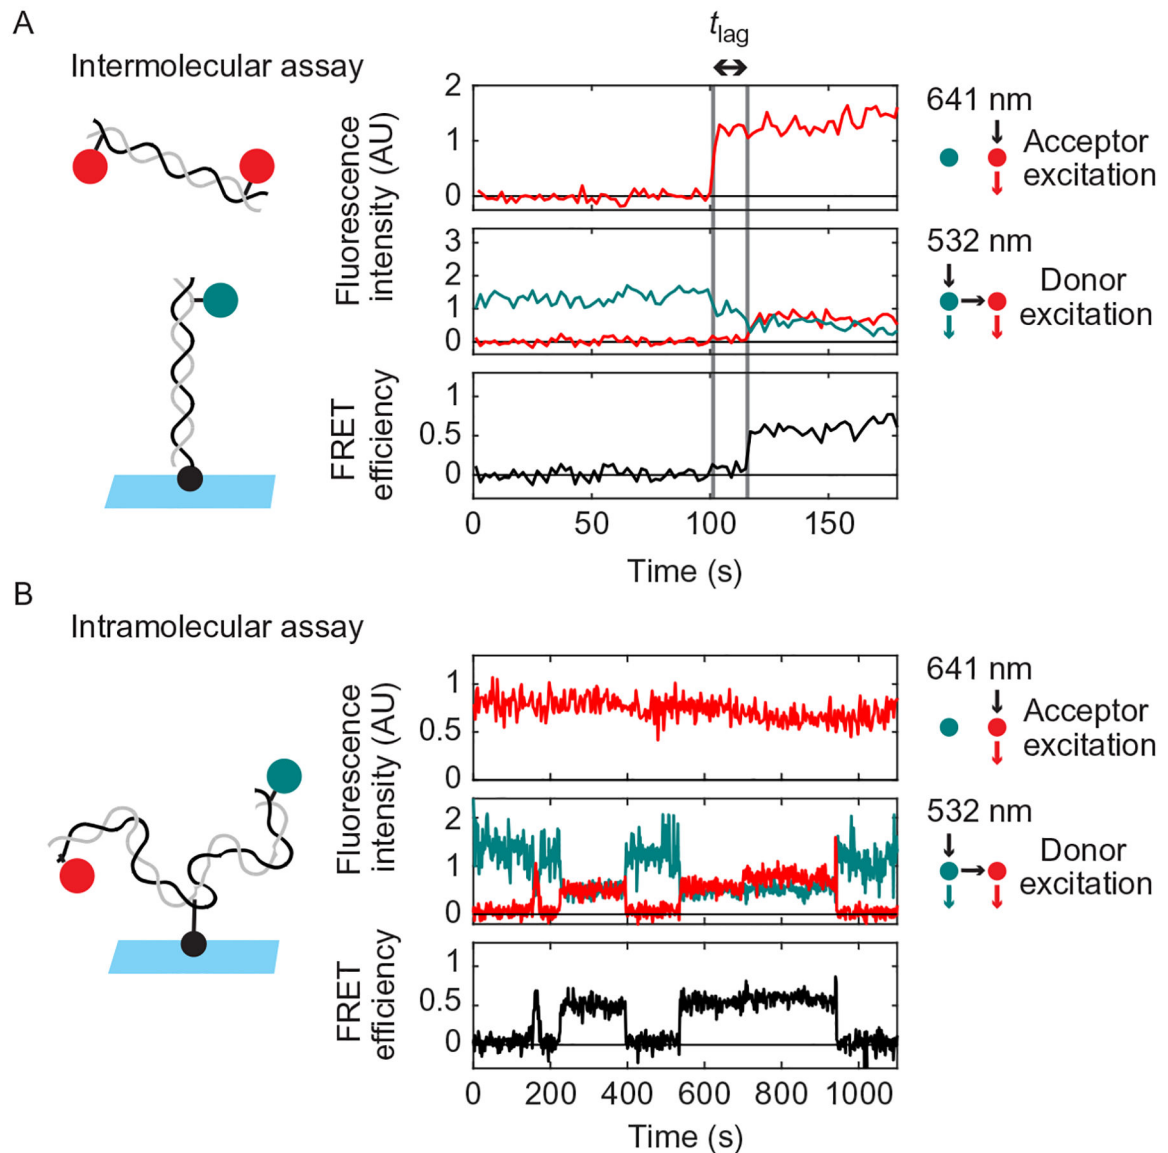 A
Intermolecular assay
t lag
Fluorescence
intensity (AU)
2
1
0
641 nm
Acceptor
excitation
3
2
1
0
532 nm
Donor
excitation
FRET
efficiency
1
0.5
0
0 50 100 150
Time (s)
B
Intramolecular assay
Fluorescence
intensity (AU)
1
0.5
0
641 nm
Acceptor
excitation
2
1
0
532 nm
Donor
excitation
FRET
efficiency
1
0.5
0
0 200 400 600 800 1000
Time (s)